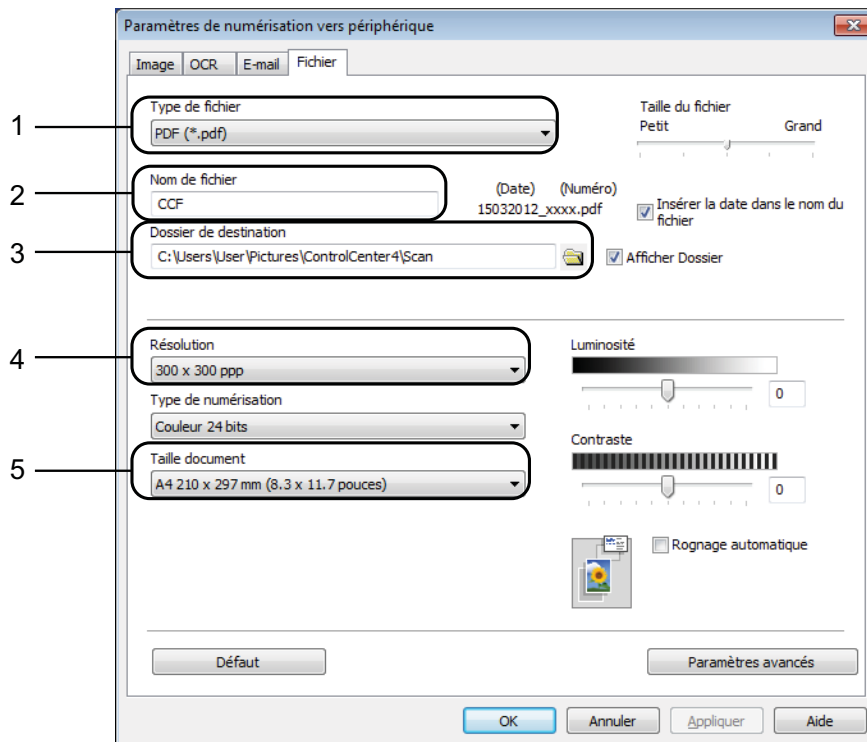 Paramètres de numérisation vers périphérique
Image OCR E-mail Fichier
1
Type de fichier
PDF (*.pdf)
Taille du fichier
Petit Grand
2
Nom de fichier
CCF
(Date) (Numéro)
15032012_xxxx.pdf
Insérer la date dans le nom du
fichier
3
Dossier de destination
C:\Users\User\Pictures\ControlCenter4\Scan
Afficher Dossier
4
Résolution
300 x 300 ppp
Luminosité
0
Type de numérisation
Couleur 24 bits
5
Taille document
A4 210 x 297 mm (8.3 x 11.7 pouces)
Contraste
0
Rognage automatique
Défaut
Paramètres avancés
OK Annuler Appliquer Aide